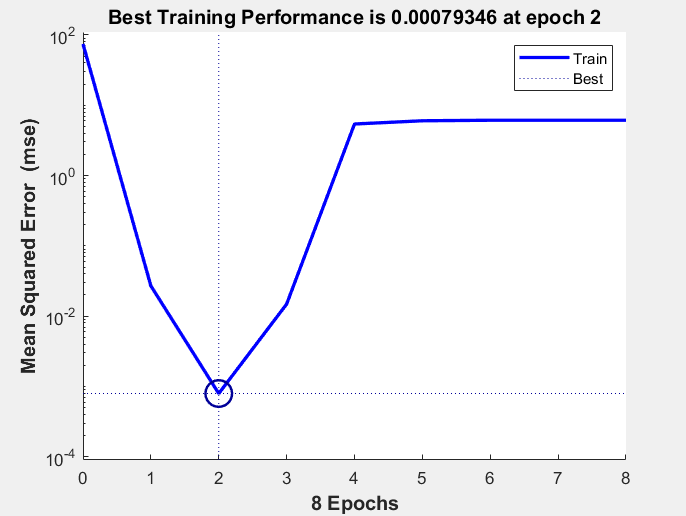 Best Training Performance is 0.00079346 at epoch 2
Train
Best
Mean Squared Error (mse)
10^2
10^0
10^-2
10^-4
0 1 2 3 4 5 6 7 8
8 Epochs